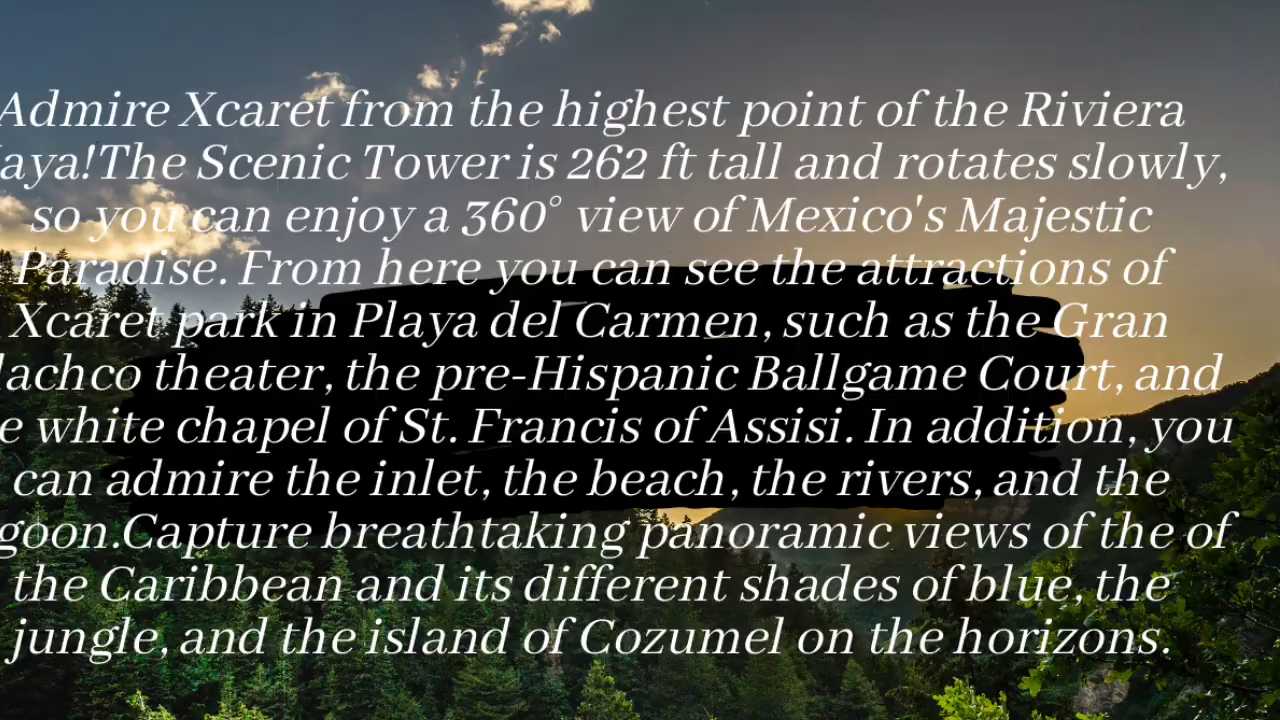 Admire Xcaret from the highest point of the Riviera
aya!The Scenic Tower is 262 ft tall and rotates slowly,
so you can enjoy a 360° view of Mexico's Majestic
Paradise. From here you can see the attractions of
Xcaret park in Playa del Carmen, such as the Gran
lachco theater, the pre-Hispanic Ballgame Court, and
e white chapel of St. Francis of Assisi. In addition, you
can admire the inlet, the beach, the rivers, and the
goon.Capture breathtaking panoramic views of the of
the Caribbean and its different shades of blue, the
jungle, and the island of Cozumel on the horizons.